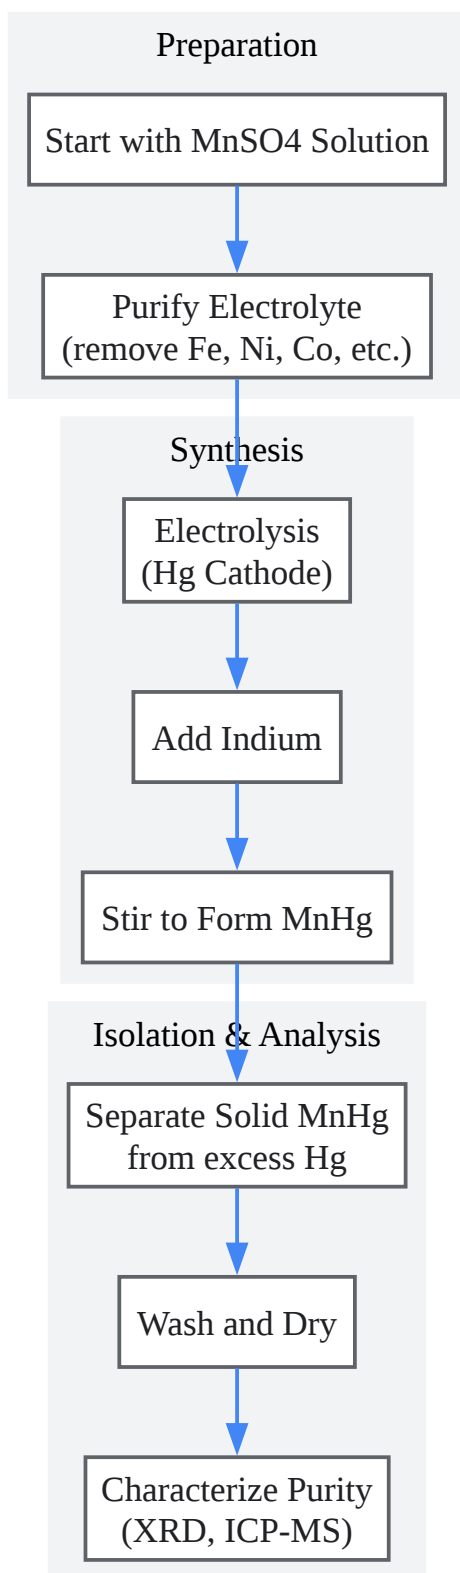 Preparation
Start with MnSO4 Solution
Purify Electrolyte
(remove Fe, Ni, Co, etc.)
Synthesis
Electrolysis
(Hg Cathode)
Add Indium
Stir to Form MnHg
Isolation & Analysis
Separate Solid MnHg
from excess Hg
Wash and Dry
Characterize Purity
(XRD, ICP-MS)